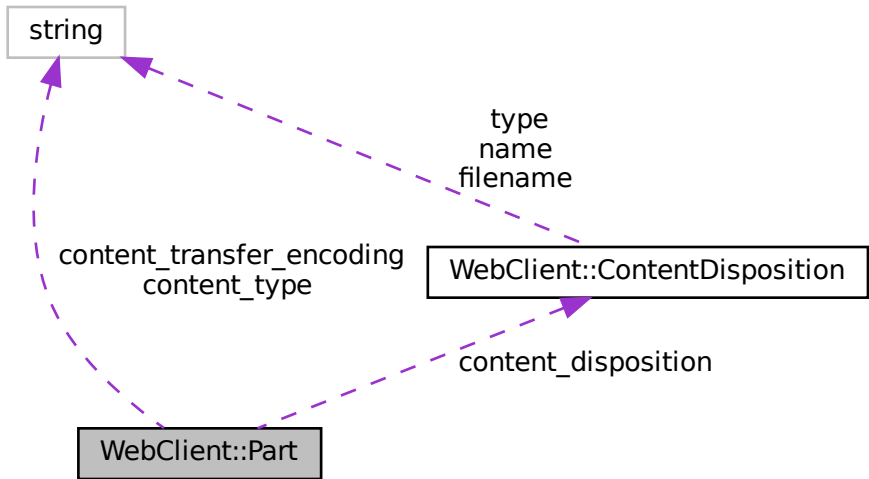 string
type
name
filename
content_transfer_encoding
content_type
WebClient::ContentDisposition
content_disposition
WebClient::Part